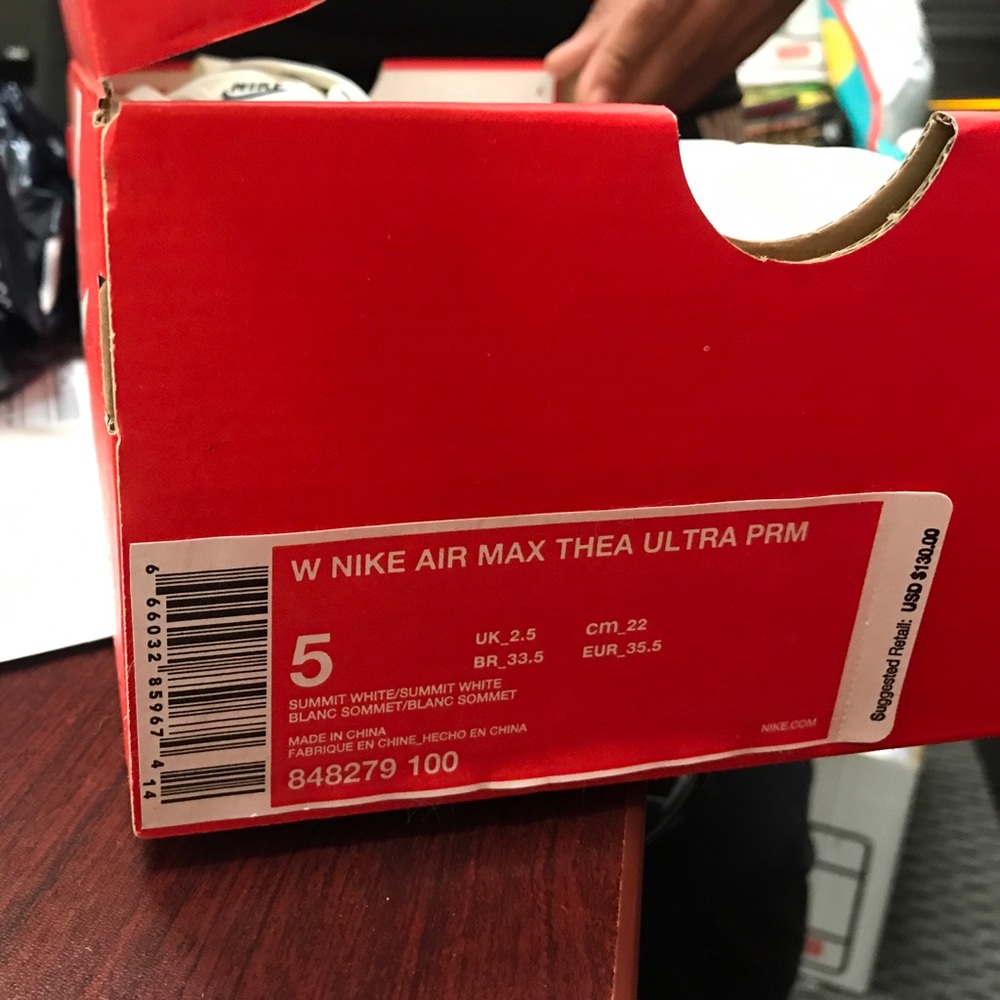 NIKE
W NIKE AIR MAX THEA ULTRA PRM
5
UK_2.5
cm_22
BR_33.5
EUR_35.5
SUMMIT WHITE/SUMMIT WHITE
BLANC SOMMET/BLANC SOMMET
MADE IN CHINA
FABRIQUE EN CHINE_HECHO EN CHINA
848279 100
NIKE.COM
6 66032 85967 4 14
Suggested Retail: USD $130.00